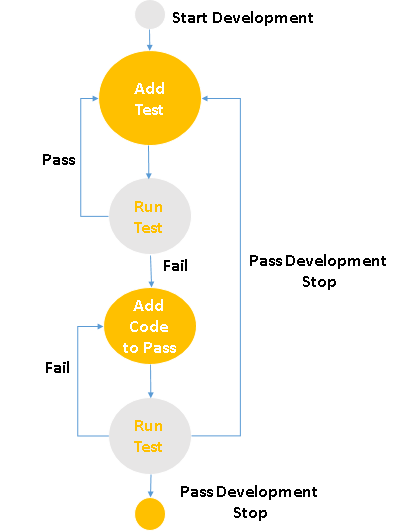 Start Development
Add
Test
Pass
Run
Test
Fail
Pass Development
Stop
Add
Code
to Pass
Fail
Run
Test
Pass Development
Stop